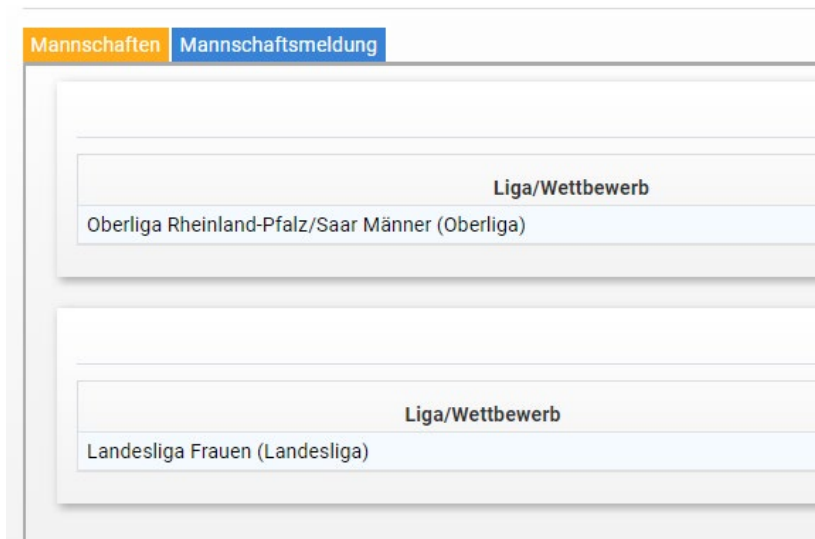 Mannschaften Mannschaftsmeldung
Liga/Wettbewerb
Oberliga Rheinland-Pfalz/Saar Männer (Oberliga)
Liga/Wettbewerb
Landesliga Frauen (Landesliga)